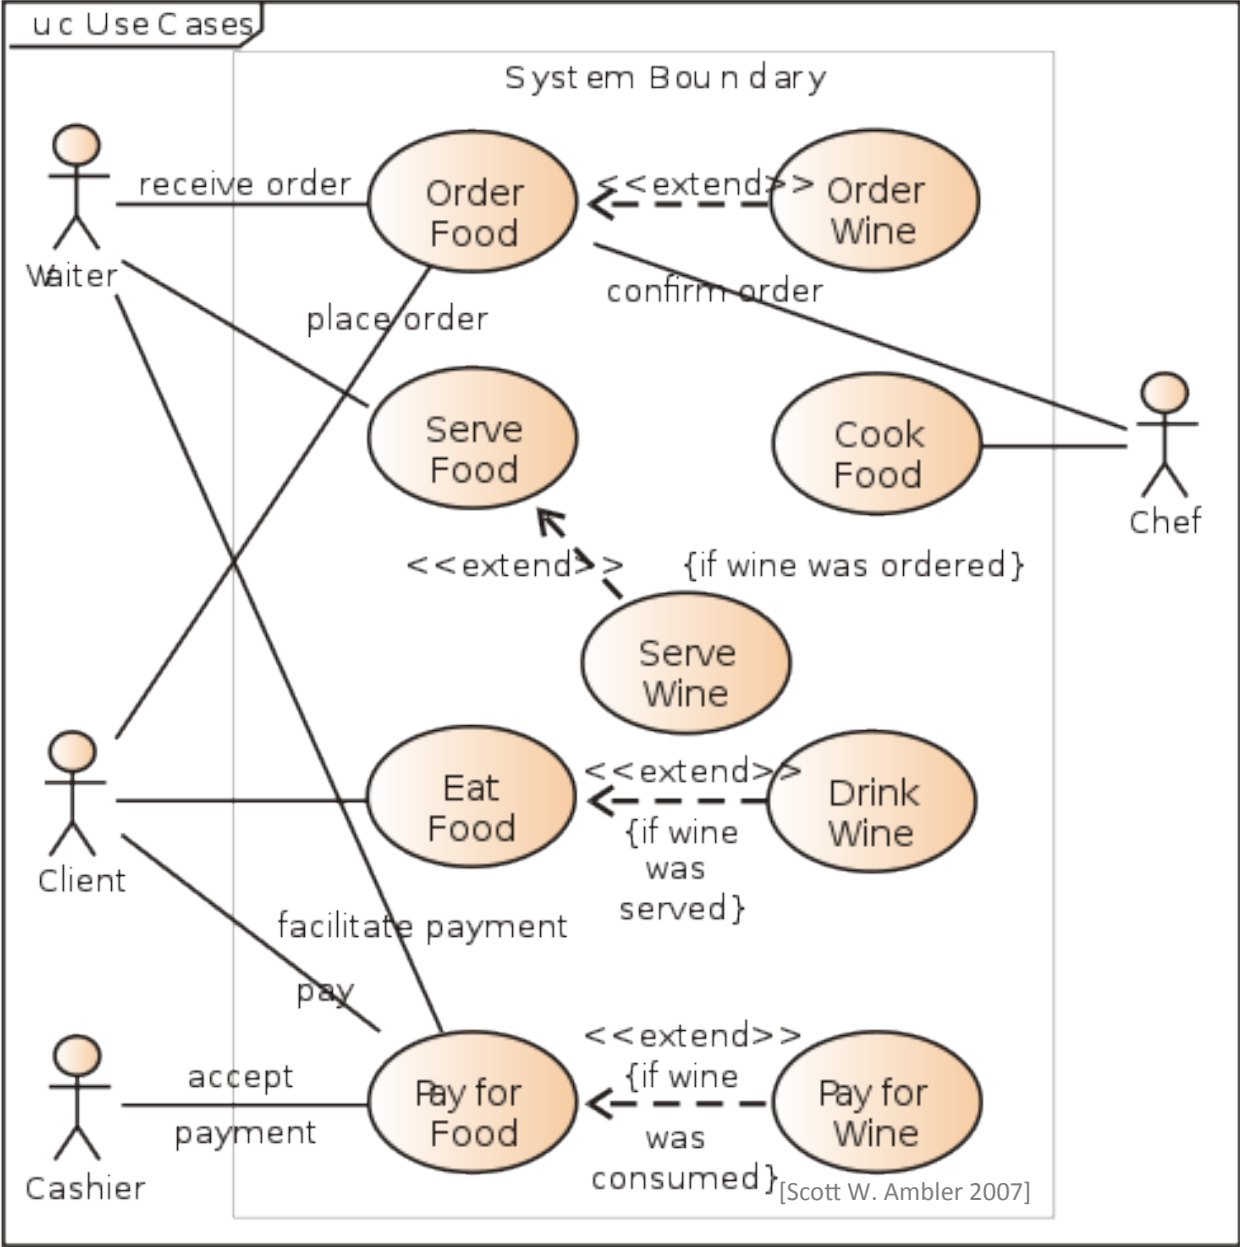 uc Use Cases
System Boundary
receive order
Order
Food
<<extend>>
Order
Wine
Waiter
confirm order
place order
Serve
Food
Cook
Food
Chef
<<extend>>
{if wine was ordered}
Serve
Wine
Eat
Food
<<extend>>
{if wine
was
served}
Drink
Wine
Client
facilitate payment
pay
accept
payment
Cashier
Pay for
Food
<<extend>>
{if wine
was
consumed}
Pay for
Wine
[Scott W. Ambler 2007]